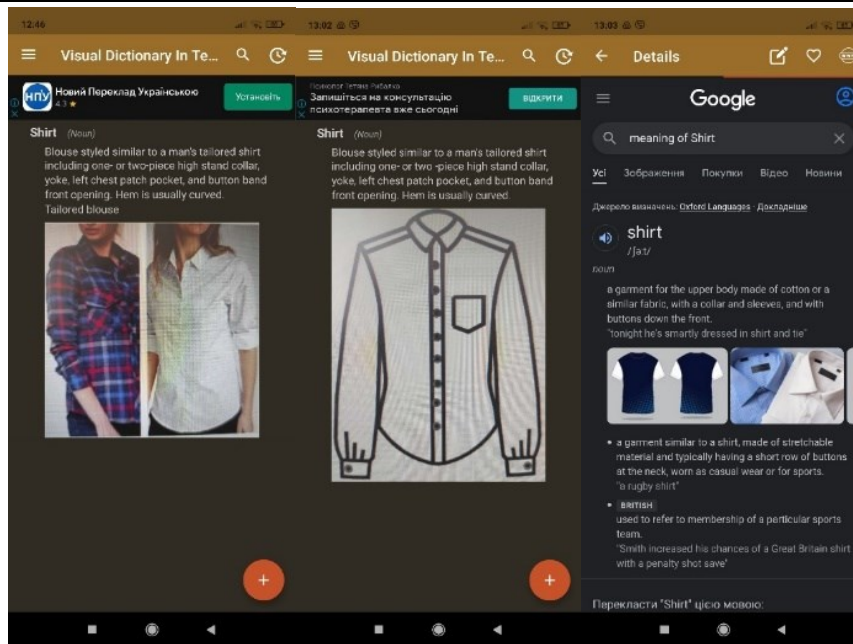 12:46
Visual Dictionary In Te...
НПУ
Новий Переклад Українською
4.3 ★
Установіть
Shirt (Noun)
Blouse styled similar to a man's tailored shirt
including one- or two-piece high stand collar,
yoke, left chest patch pocket, and button band
front opening. Hem is usually curved.
Tailored blouse
+
13:02
Visual Dictionary In Te...
Психолог Тетяна Рибалка
Запишіться на консультацію
психотерапевта вже сьогодні
ВІДКРИТИ
Shirt (Noun)
Blouse styled similar to a man's tailored shirt
including one- or two -piece high stand collar,
yoke, left chest patch pocket, and button band
front opening. Hem is usually curved.
+
13:03
Details
Google
meaning of Shirt
Усі Зображення Покупки Відео Новини
Джерело визначень: Oxford Languages · Докладніше
shirt
/ʃəːt/
noun
a garment for the upper body made of cotton or a
similar fabric, with a collar and sleeves, and with
buttons down the front.
"tonight he's smartly dressed in shirt and tie"
• a garment similar to a shirt, made of stretchable
material and typically having a short row of buttons
at the neck, worn as casual wear or for sports.
"a rugby shirt"
• BRITISH
used to refer to membership of a particular sports
team.
"Smith increased his chances of a Great Britain shirt
with a penalty shot save"
Перекласти "Shirt" цією мовою: